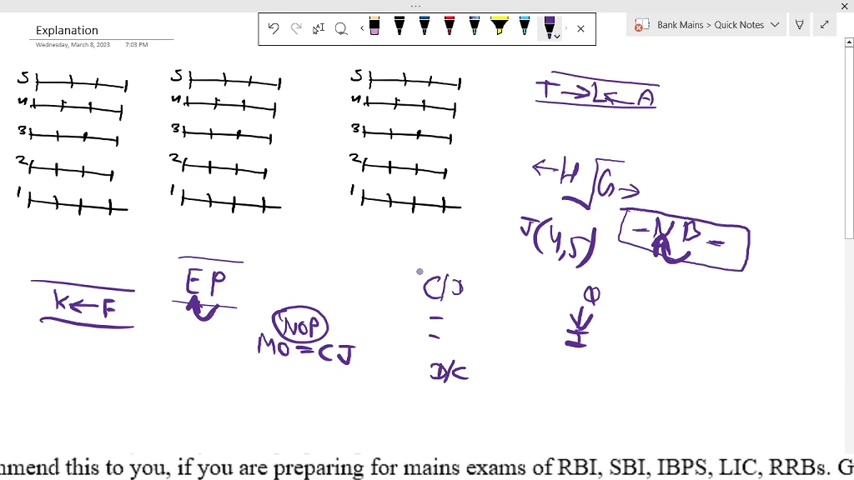 Explanation
Wednesday, March 8, 2023 7:03 PM
Bank Mains > Quick Notes
5 5 5
4 4 4
3 3 3
2 2 2
1 1 1
T→L←A
←H G→
J(4,5) -NB-
K←F
EP
NOP
MO=CJ
C/D
=
-
D/C
↓
I
mmend this to you, if you are preparing for mains exams of RBI, SBI, IBPS, LIC, RRBs. G